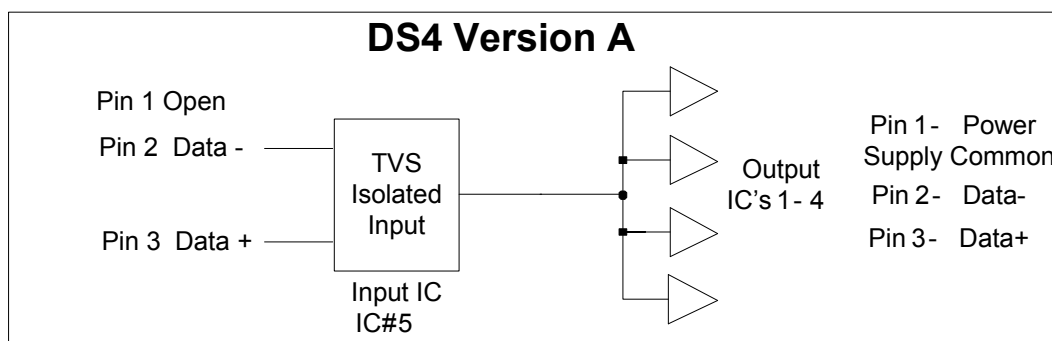 DS4 Version A
Pin 1 Open
Pin 2 Data -
Pin 3 Data +
TVS
Isolated
Input
Input IC
IC#5
Output
IC's 1- 4
Pin 1- Power
Supply Common
Pin 2- Data-
Pin 3- Data+